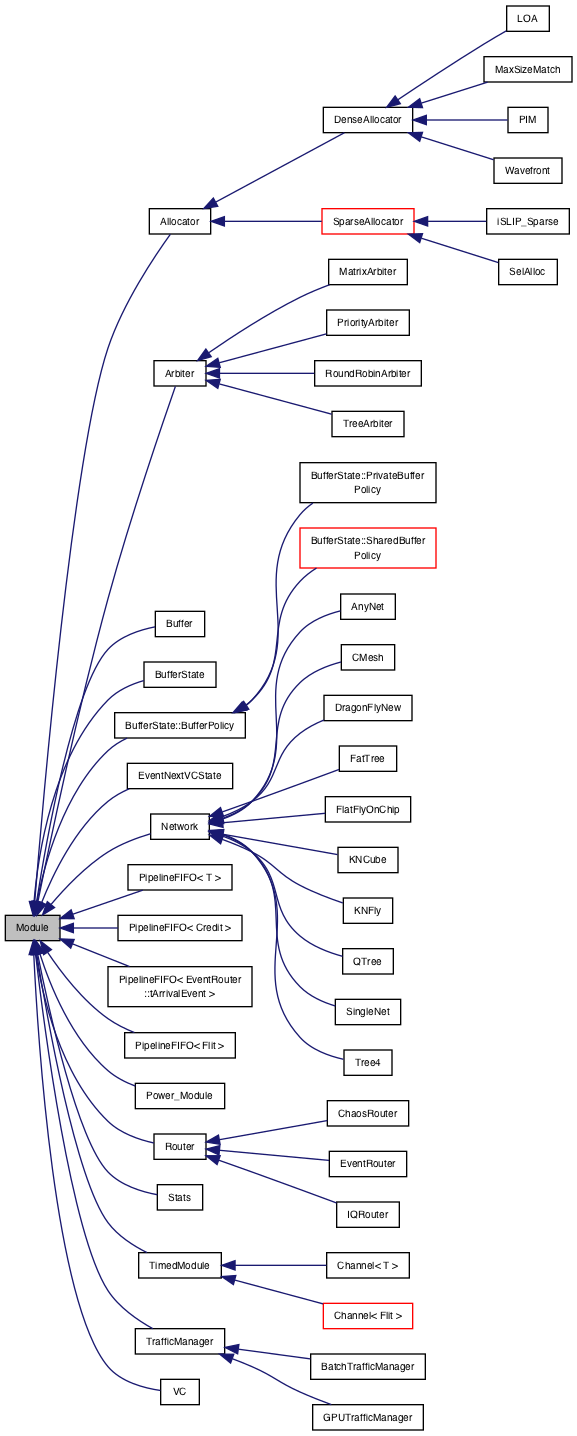 LOA
MaxSizeMatch
DenseAllocator
PIM
Wavefront
Allocator
SparseAllocator
iSLIP_Sparse
SelAlloc
MatrixArbiter
PriorityArbiter
Arbiter
RoundRobinArbiter
TreeArbiter
BufferState::PrivateBuffer
Policy
BufferState::SharedBuffer
Policy
AnyNet
Buffer
CMesh
BufferState
DragonFlyNew
BufferState::BufferPolicy
FatTree
EventNextVCState
FlatFlyOnChip
Network
KNCube
PipelineFIFO< T >
KNFly
Module
PipelineFIFO< Credit >
QTree
PipelineFIFO< EventRouter
::tArrivalEvent >
SingleNet
PipelineFIFO< Flit >
Tree4
Power_Module
ChaosRouter
Router
EventRouter
Stats
IQRouter
TimedModule
Channel< T >
Channel< Flit >
TrafficManager
BatchTrafficManager
VC
GPUTrafficManager